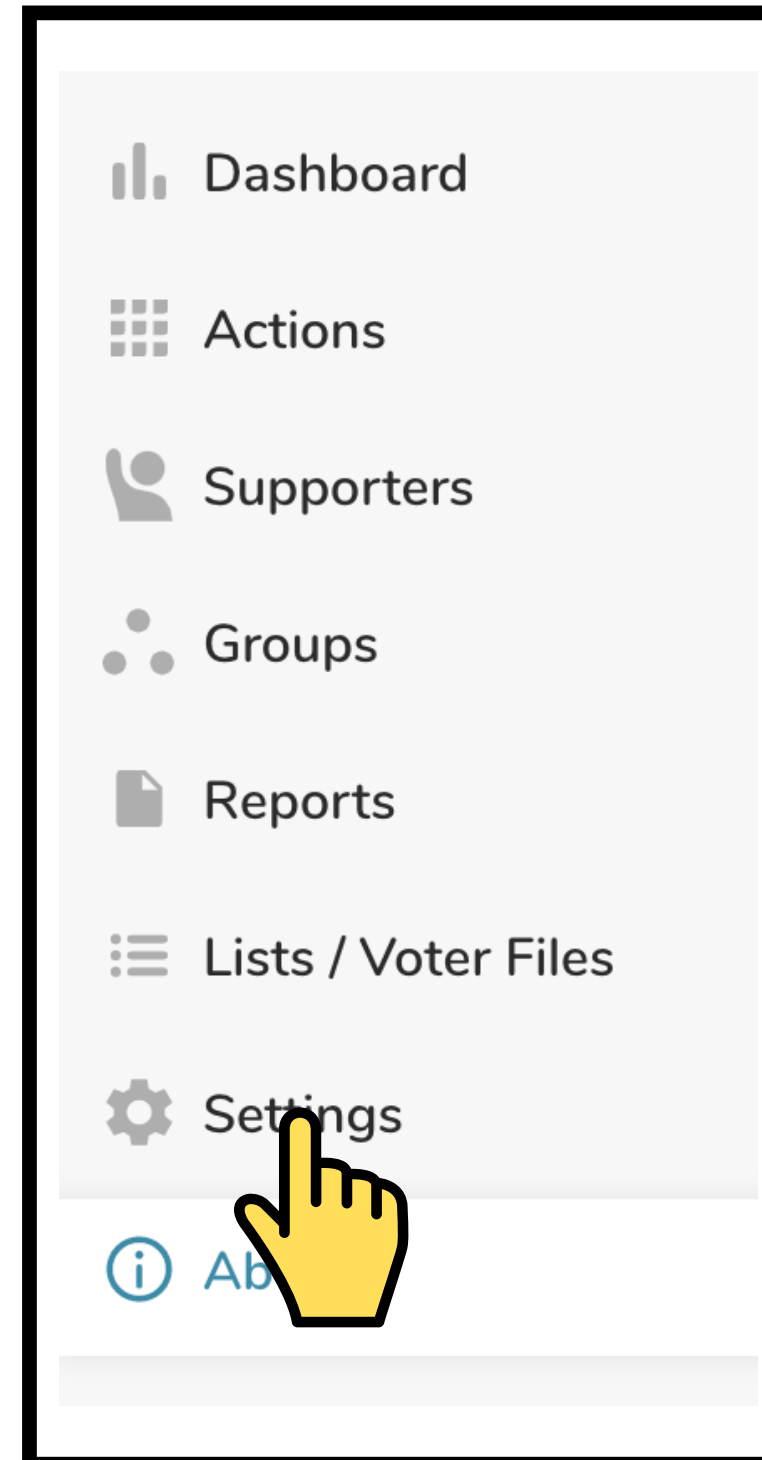 Dashboard
Actions
Supporters
Groups
Reports
Lists / Voter Files
Settings